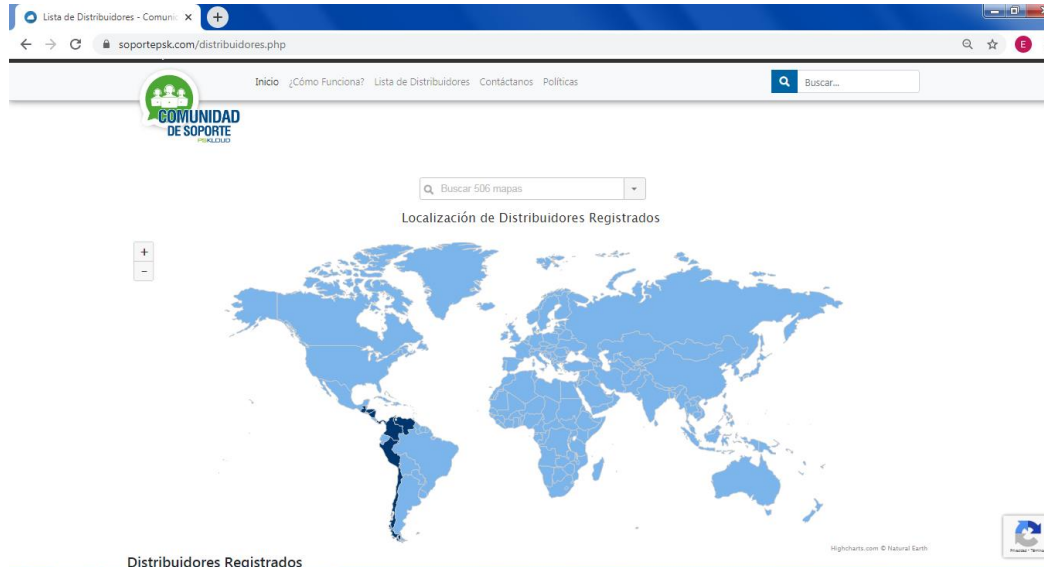 Lista de Distribuidores - Comunic
soportepsk.com/distribuidores.php
E
Inicio ¿Cómo Funciona? Lista de Distribuidores Contáctanos Políticas
Buscar...
COMUNIDAD
DE SOPORTE
PSKLOUD
Buscar 506 mapas
Localización de Distribuidores Registrados
Highcharts.com © Natural Earth
Distribuidores Registrados